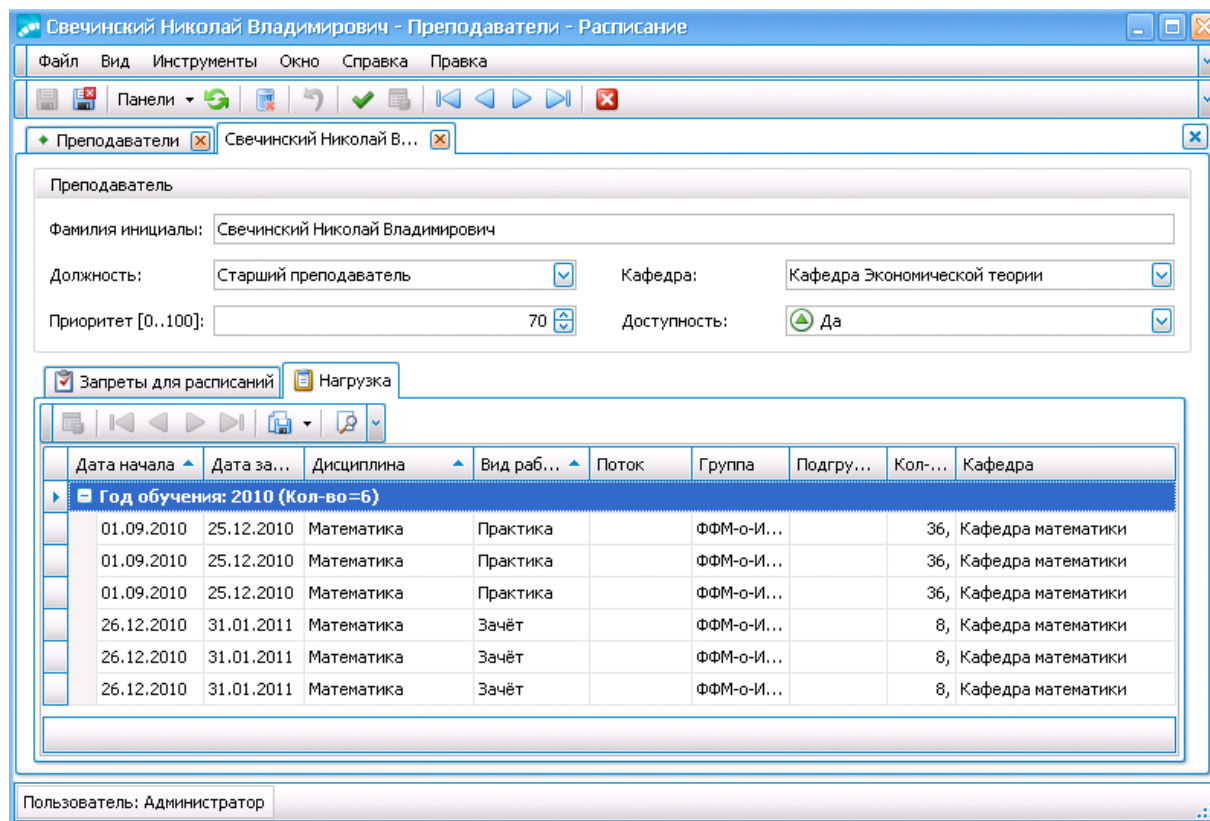 Свечинский Николай Владимирович - Преподаватели - Расписание
Файл Вид Инструменты Окно Справка Правка
Панели
Преподаватели Свечинский Николай В...
Преподаватель
Фамилия инициалы: Свечинский Николай Владимирович
Должность: Старший преподаватель Кафедра: Кафедра Экономической теории
Приоритет [0..100]: 70 Доступность: Да
Запреты для расписаний Нагрузка
Дата начала Дата за... Дисциплина Вид раб... Поток Группа Подгру... Кол-... Кафедра
Год обучения: 2010 (Кол-во=6)
01.09.2010 25.12.2010 Математика Практика ФФМ-о-И... 36, Кафедра математики
01.09.2010 25.12.2010 Математика Практика ФФМ-о-И... 36, Кафедра математики
01.09.2010 25.12.2010 Математика Практика ФФМ-о-И... 36, Кафедра математики
26.12.2010 31.01.2011 Математика Зачёт ФФМ-о-И... 8, Кафедра математики
26.12.2010 31.01.2011 Математика Зачёт ФФМ-о-И... 8, Кафедра математики
26.12.2010 31.01.2011 Математика Зачёт ФФМ-о-И... 8, Кафедра математики
Пользователь: Администратор